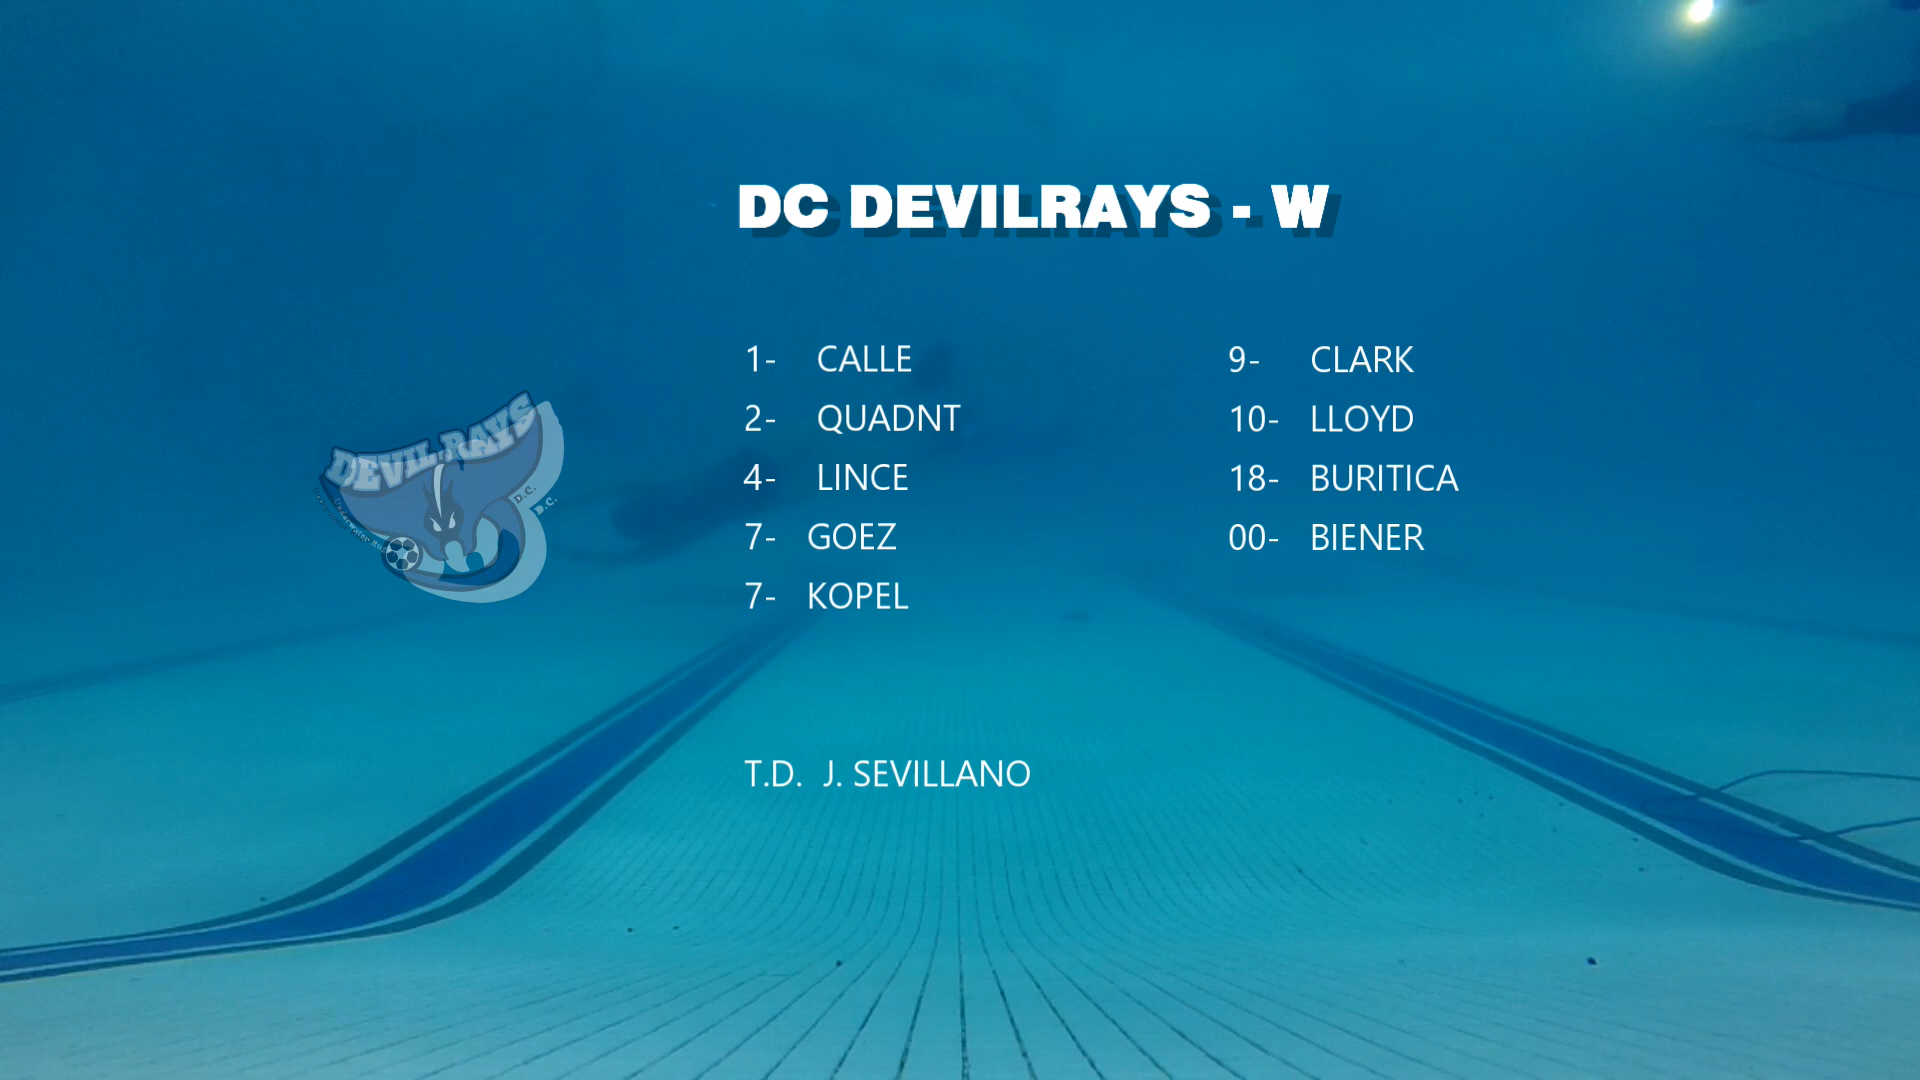 DC DEVILRAYS - W
1- CALLE
2- QUADNT
4- LINCE
7- GOEZ
7- KOPEL
9- CLARK
10- LLOYD
18- BURITICA
00- BIENER
T.D. J. SEVILLANO
DEVIL RAYS
D.C.
D.C.